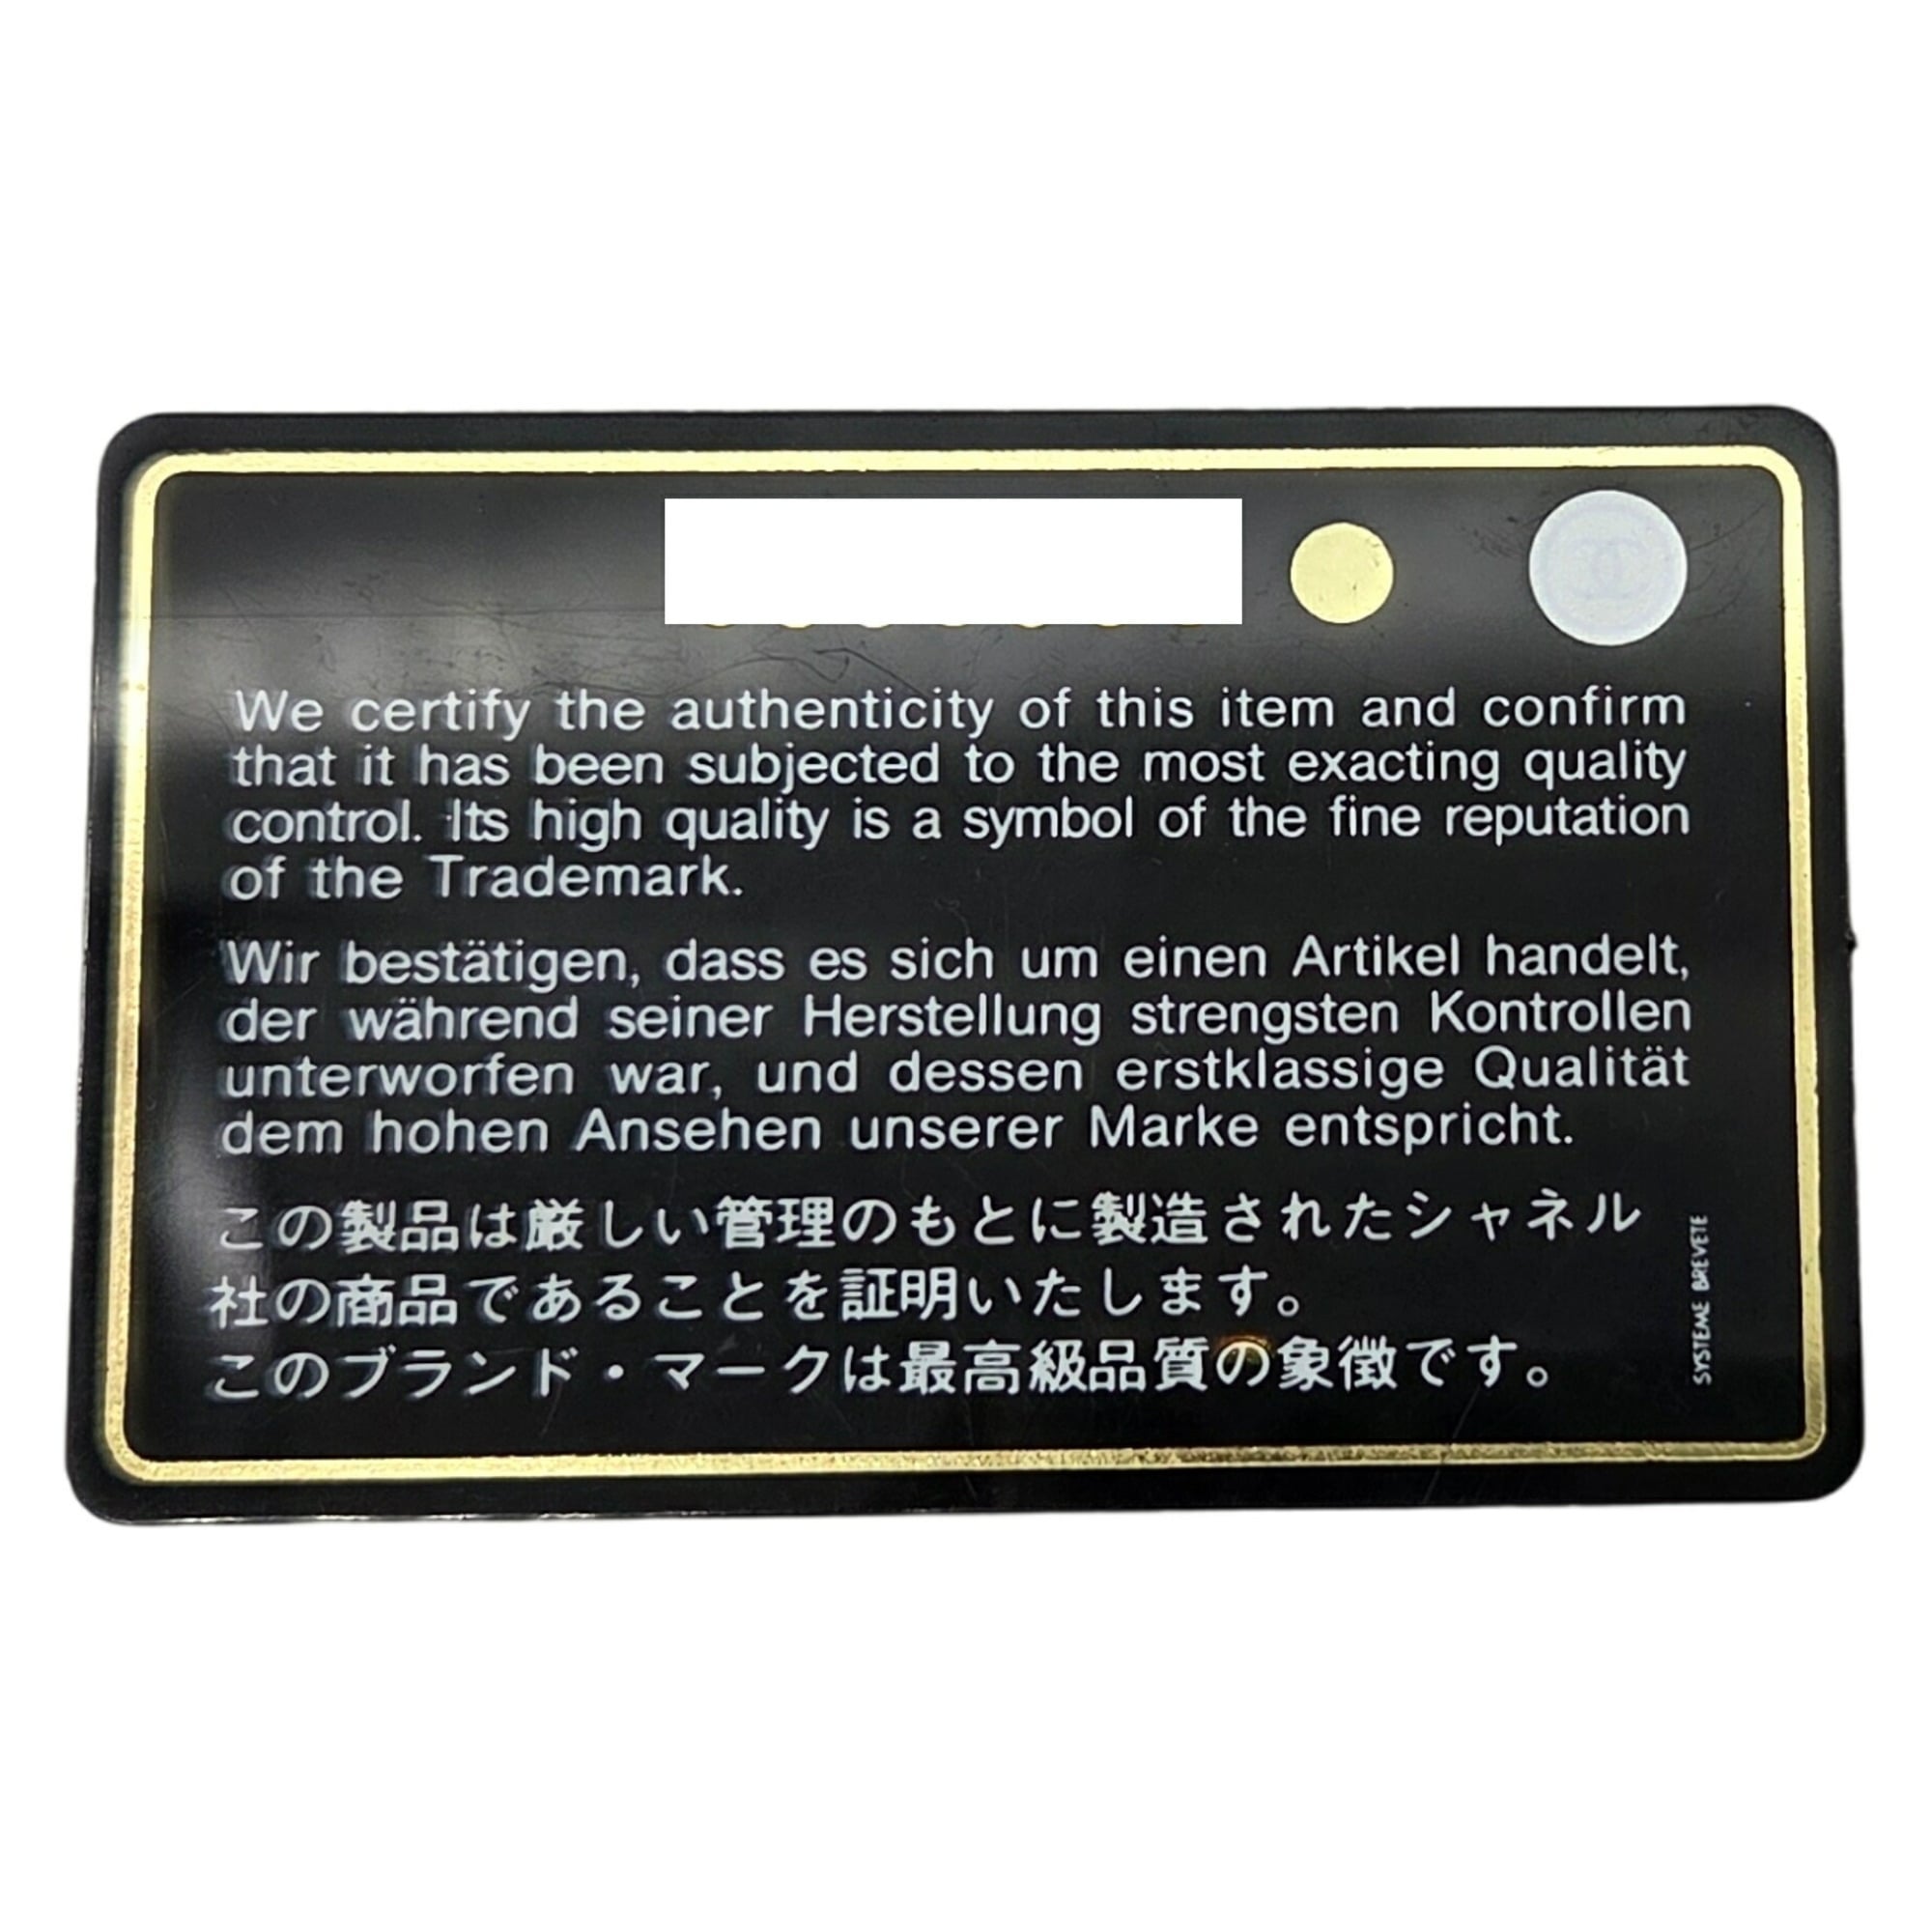 We certify the authenticity of this item and confirm
that it has been subjected to the most exacting quality
control. Its high quality is a symbol of the fine reputation
of the Trademark.
Wir bestätigen, dass es sich um einen Artikel handelt,
der während seiner Herstellung strengsten Kontrollen
unterworfen war, und dessen erstklassige Qualität
dem hohen Ansehen unserer Marke entspricht.
この製品は厳しい管理のもとに製造されたシャネル
社の商品であることを証明いたします。
このブランド・マークは最高級品質の象徴です。
SYSTEME BREVETE